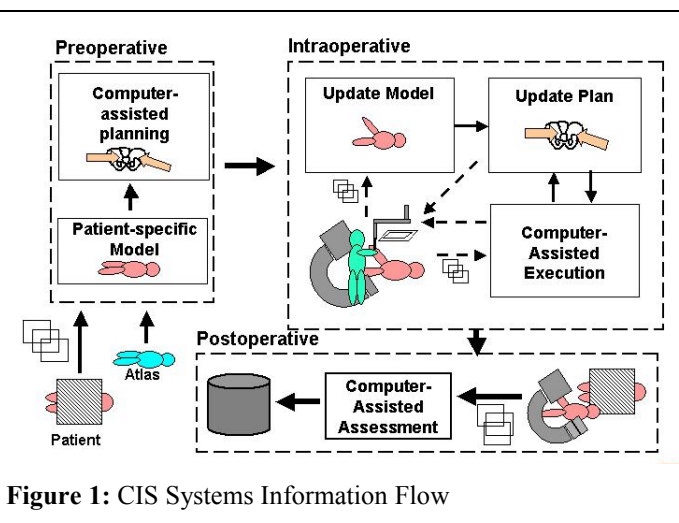 Preoperative
Computer-
assisted
planning
Patient-specific
Model
Atlas
Patient
Intraoperative
Update Model
Update Plan
Computer-
Assisted
Execution
Postoperative
Computer-
Assisted
Assessment
Figure 1: CIS Systems Information Flow